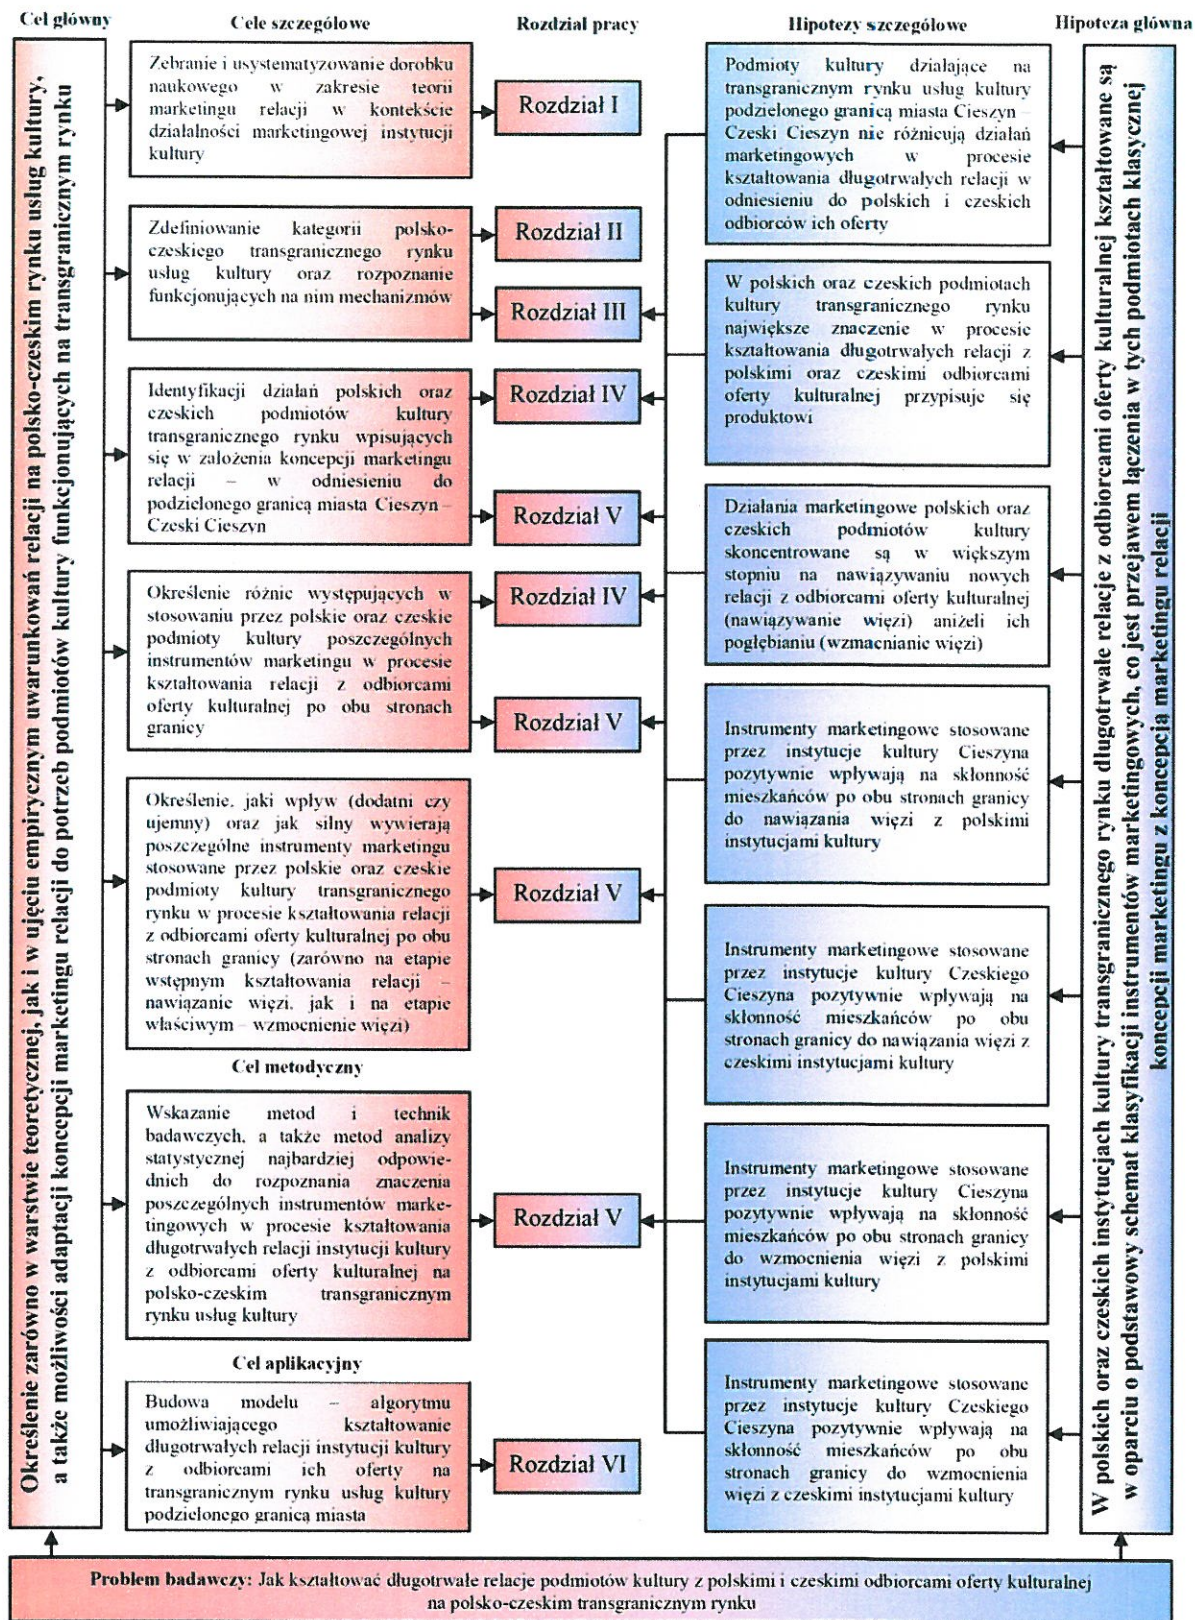 Cel główny
Cele szczegółowe
Rozdział pracy
Hipotezy szczegółowe
Hipoteza główna
Określenie zarówno w warstwie teoretycznej, jak i w ujęciu empirycznym uwarunkowań relacji na polsko-czeskim rynku usług kultury,
a także możliwości adaptacji koncepcji marketingu relacji do potrzeb podmiotów kultury funkcjonujących na transgranicznym rynku
Zebranie i usystematyzowanie dorobku
naukowego w zakresie teorii
marketingu relacji w kontekście
działalności marketingowej instytucji
kultury
Zdefiniowanie kategorii polsko-
czeskiego transgranicznego rynku
usług kultury oraz rozpoznanie
funkcjonujących na nim mechanizmów
Identyfikacji działań polskich oraz
czeskich podmiotów kultury
transgranicznego rynku wpisujących
się w założenia koncepcji marketingu
relacji – w odniesieniu do
podzielonego granicą miasta Cieszyn –
Czeski Cieszyn
Określenie różnic występujących w
stosowaniu przez polskie oraz czeskie
podmioty kultury poszczególnych
instrumentów marketingu w procesie
kształtowania relacji z odbiorcami
oferty kulturalnej po obu stronach
granicy
Określenie, jaki wpływ (dodatni czy
ujemny) oraz jak silny wywierają
poszczególne instrumenty marketingu
stosowane przez polskie oraz czeskie
podmioty kultury transgranicznego
rynku w procesie kształtowania relacji
z odbiorcami oferty kulturalnej po obu
stronach granicy (zarówno na etapie
wstępnym kształtowania relacji –
nawiązanie więzi, jak i na etapie
właściwym – wzmocnienie więzi)
Cel metodyczny
Wskazanie metod i technik
badawczych, a także metod analizy
statystycznej najbardziej odpowie-
dnich do rozpoznania znaczenia
poszczególnych instrumentów marke-
tingowych w procesie kształtowania
długotrwałych relacji instytucji kultury
z odbiorcami oferty kulturalnej na
polsko-czeskim transgranicznym
rynku usług kultury
Cel aplikacyjny
Budowa modelu – algorytmu
umożliwiającego kształtowanie
długotrwałych relacji instytucji kultury
z odbiorcami ich oferty na
transgranicznym rynku usług kultury
podzielonego granicą miasta
Rozdział I
Rozdział II
Rozdział III
Rozdział IV
Rozdział V
Rozdział IV
Rozdział V
Rozdział V
Rozdział V
Rozdział VI
Podmioty kultury działające na
transgranicznym rynku usług kultury
podzielonego granicą miasta Cieszyn –
Czeski Cieszyn nie różnicują działań
marketingowych w procesie
kształtowania długotrwałych relacji w
odniesieniu do polskich i czeskich
odbiorców ich oferty
W polskich oraz czeskich podmiotach
kultury transgranicznego rynku
największe znaczenie w procesie
kształtowania długotrwałych relacji z
polskimi oraz czeskimi odbiorcami
oferty kulturalnej przypisuje się
produktowi
Działania marketingowe polskich oraz
czeskich podmiotów kultury
skoncentrowane są w większym
stopniu na nawiązywaniu nowych
relacji z odbiorcami oferty kulturalnej
(nawiązywanie więzi) aniżeli ich
pogłębianiu (wzmacnianie więzi)
Instrumenty marketingowe stosowane
przez instytucje kultury Cieszyna
pozytywnie wpływają na skłonność
mieszkańców po obu stronach granicy
do nawiązania więzi z polskimi
instytucjami kultury
Instrumenty marketingowe stosowane
przez instytucje kultury Czeskiego
Cieszyna pozytywnie wpływają na
skłonność mieszkańców po obu
stronach granicy do nawiązania więzi z
czeskimi instytucjami kultury
Instrumenty marketingowe stosowane
przez instytucje kultury Cieszyna
pozytywnie wpływają na skłonność
mieszkańców po obu stronach granicy
do wzmocnienia więzi z polskimi
instytucjami kultury
Instrumenty marketingowe stosowane
przez instytucje kultury Czeskiego
Cieszyna pozytywnie wpływają na
skłonność mieszkańców po obu
stronach granicy do wzmocnienia
więzi z czeskimi instytucjami kultury
W polskich oraz czeskich instytucjach kultury transgranicznego rynku długotrwałe relacje z odbiorcami oferty kulturalnej kształtowane są
w oparciu o podstawowy schemat klasyfikacji instrumentów marketingowych, co jest przejawem łączenia w tych podmiotach klasycznej
koncepcji marketingu z koncepcją marketingu relacji
Problem badawczy: Jak kształtować długotrwałe relacje podmiotów kultury z polskimi i czeskimi odbiorcami oferty kulturalnej
na polsko-czeskim transgranicznym rynku